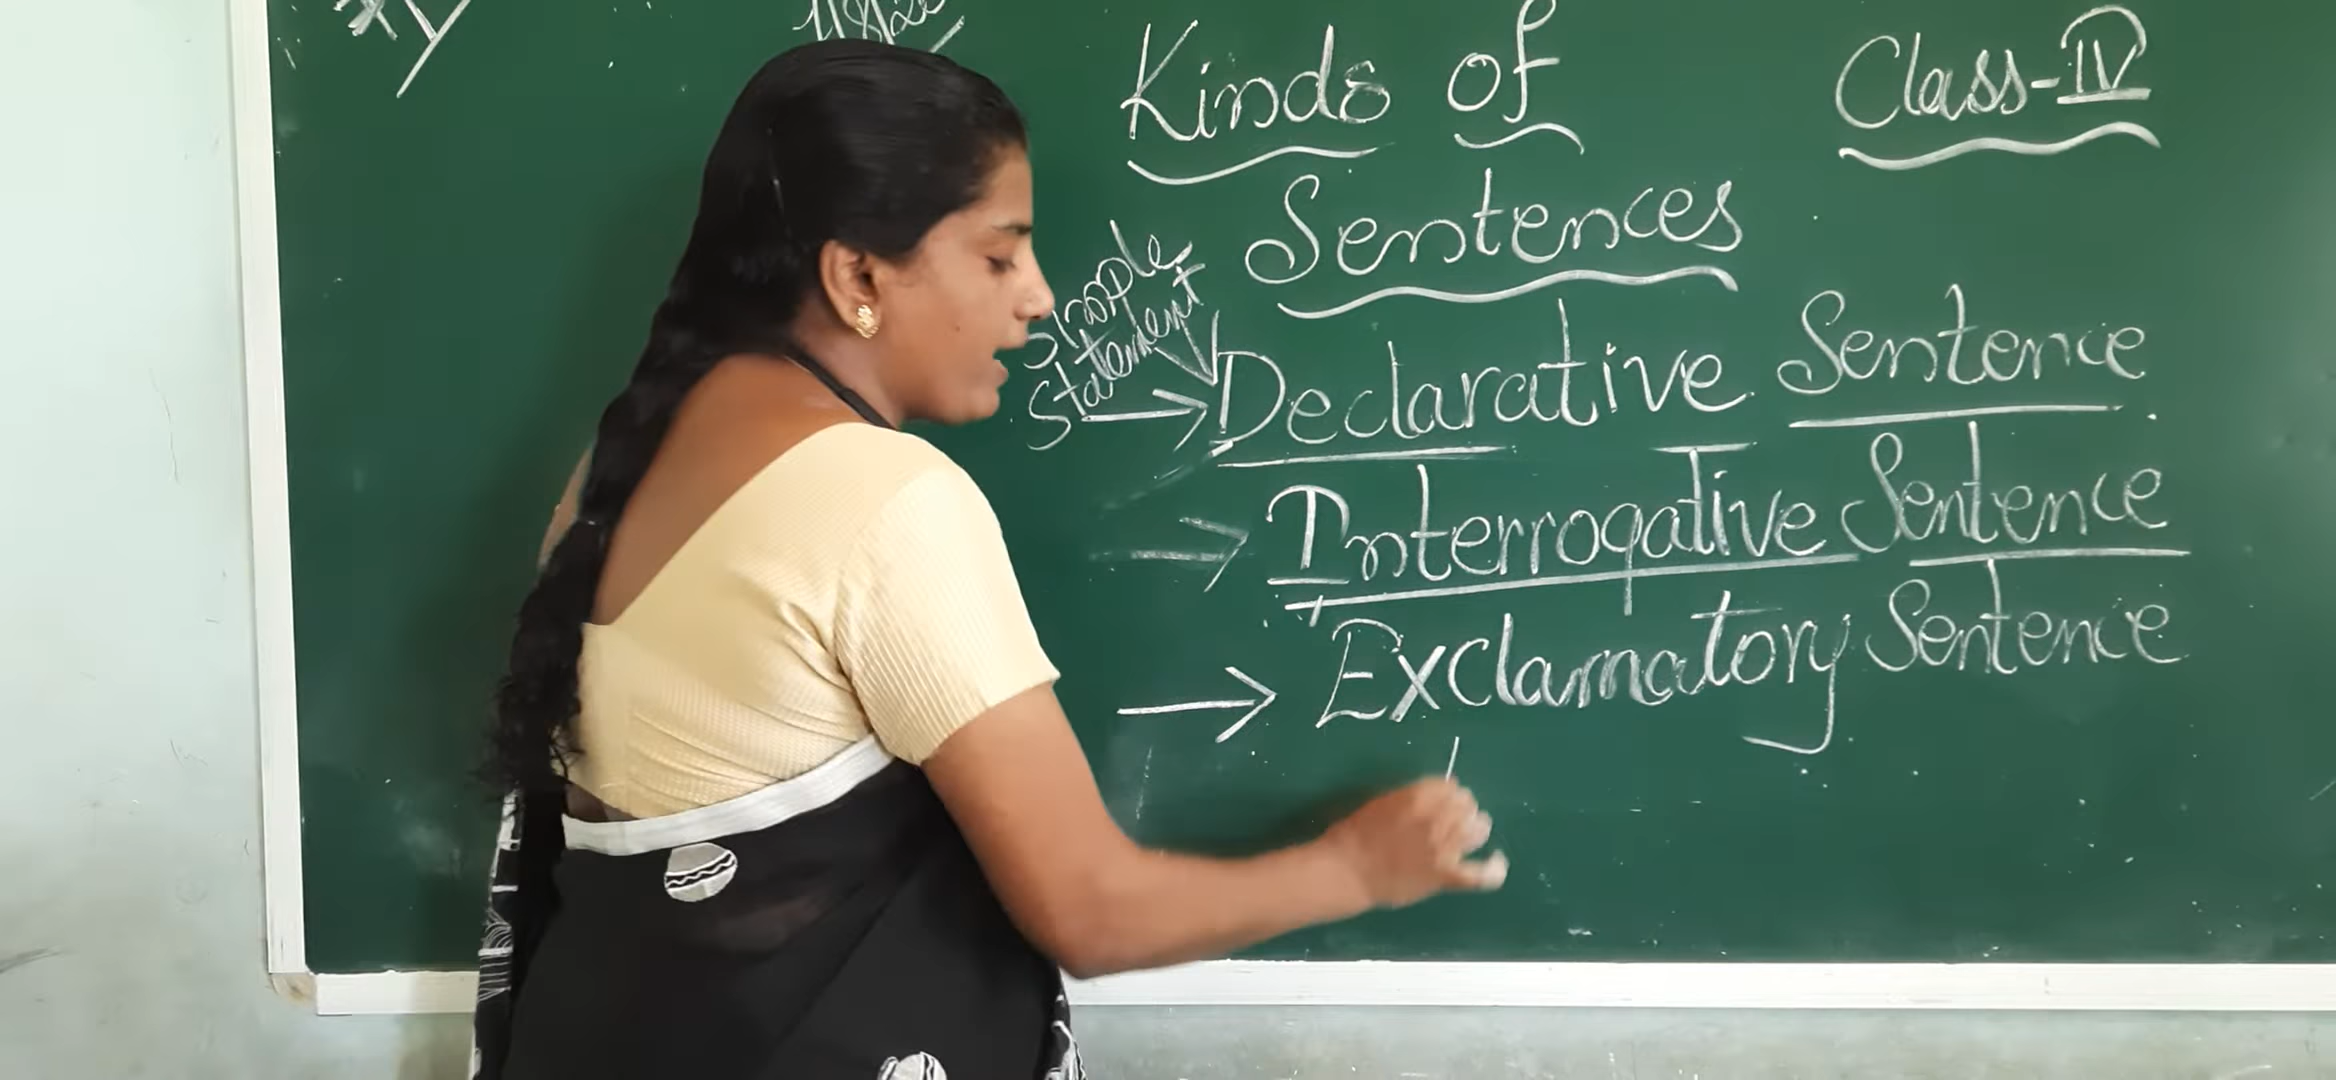 Kinds of
Class-IV
Sentences
Simple
Statement
→ Declarative Sentence
→ Interrogative Sentence
→ Exclamatory Sentence